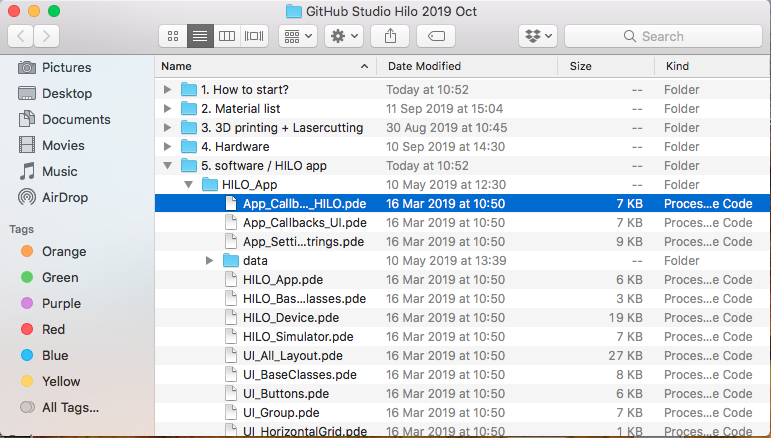 GitHub Studio Hilo 2019 Oct
Search
Pictures
Desktop
Documents
Movies
Music
AirDrop
Tags
Orange
Green
Purple
Red
Blue
Yellow
All Tags...
Name Date Modified Size Kind
1. How to start? Today at 10:52 -- Folder
2. Material list 11 Sep 2019 at 15:04 -- Folder
3. 3D printing + Lasercutting 30 Aug 2019 at 10:45 -- Folder
4. Hardware 10 Sep 2019 at 14:30 -- Folder
5. software / HILO app Today at 10:52 -- Folder
HILO_App 10 May 2019 at 12:30 -- Folder
App_Callb..._HILO.pde 16 Mar 2019 at 10:50 7 KB Proces...e Code
App_Callbacks_UI.pde 16 Mar 2019 at 10:50 7 KB Proces...e Code
App_Setti...trings.pde 16 Mar 2019 at 10:50 9 KB Proces...e Code
data 10 May 2019 at 13:39 -- Folder
HILO_App.pde 16 Mar 2019 at 10:50 6 KB Proces...e Code
HILO_Bas...lasses.pde 16 Mar 2019 at 10:50 3 KB Proces...e Code
HILO_Device.pde 16 Mar 2019 at 10:50 19 KB Proces...e Code
HILO_Simulator.pde 16 Mar 2019 at 10:50 7 KB Proces...e Code
UI_All_Layout.pde 16 Mar 2019 at 10:50 27 KB Proces...e Code
UI_BaseClasses.pde 16 Mar 2019 at 10:50 8 KB Proces...e Code
UI_Buttons.pde 16 Mar 2019 at 10:50 6 KB Proces...e Code
UI_Group.pde 16 Mar 2019 at 10:50 7 KB Proces...e Code
UI_HorizontalGrid.pde 16 Mar 2019 at 10:50 1 KB Proces...e Code